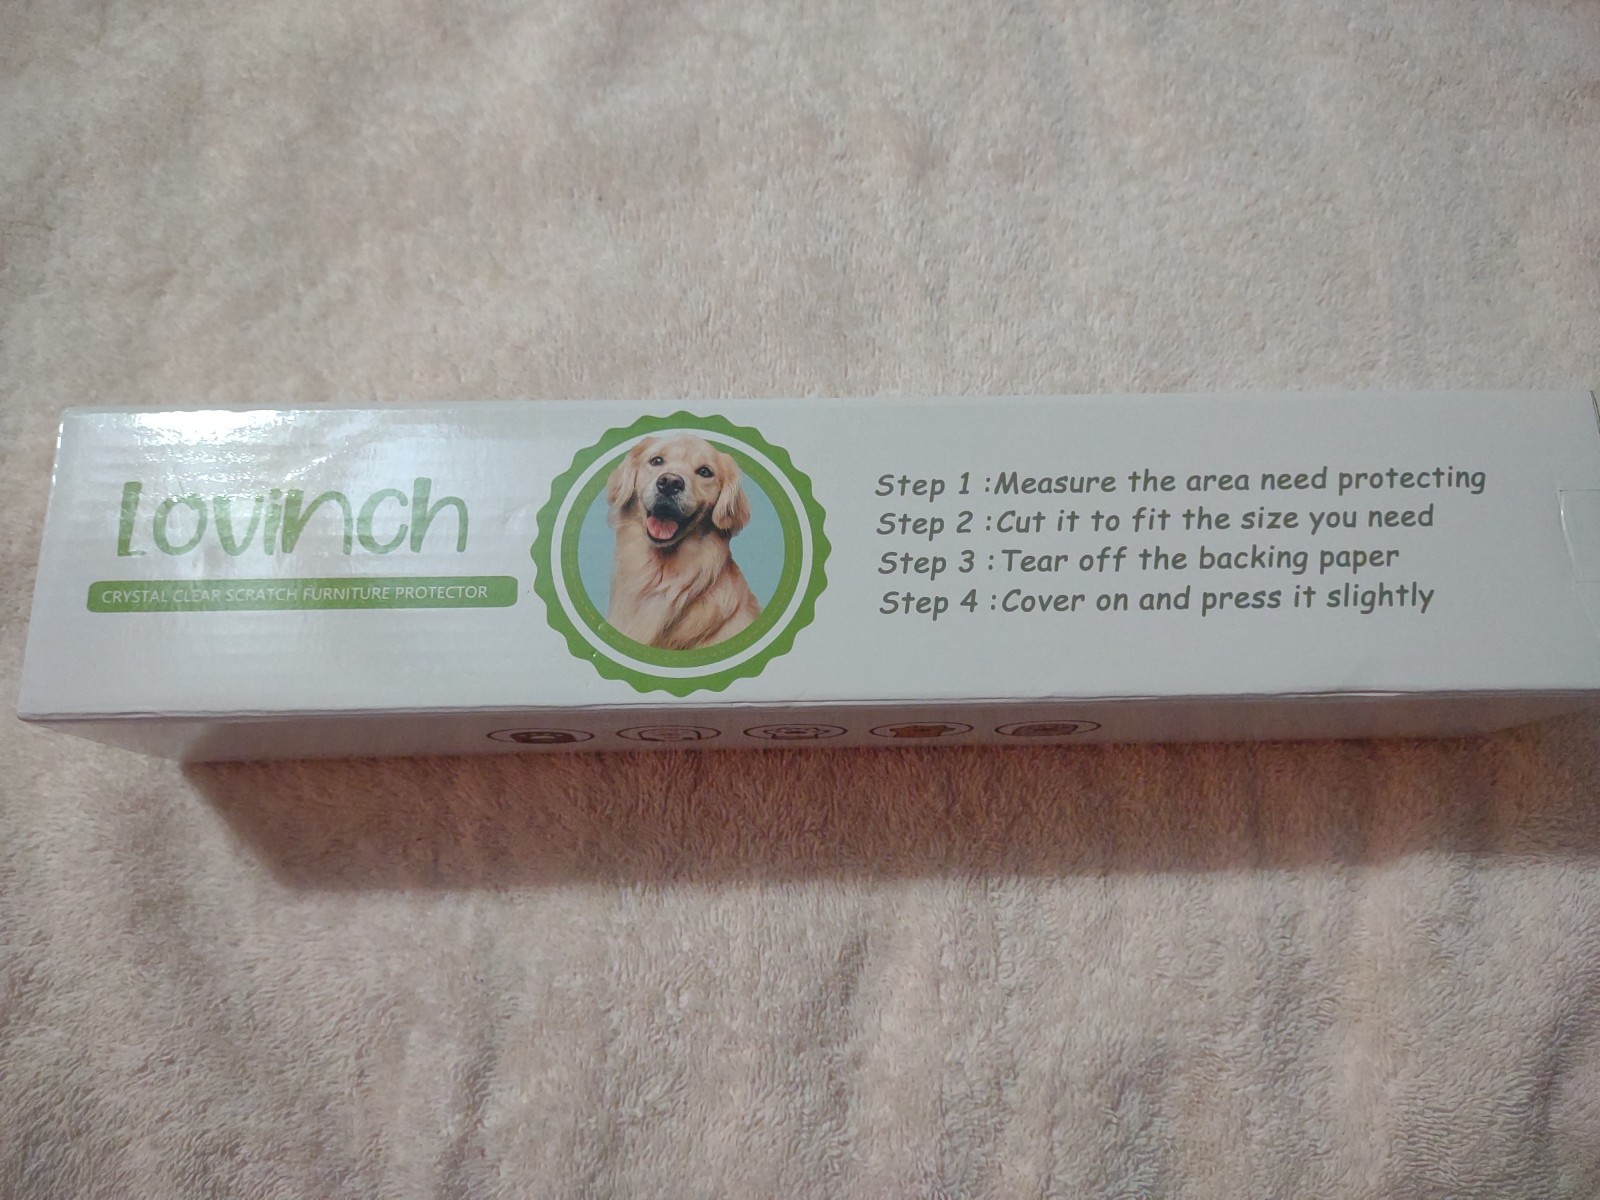 Lovinch
CRYSTAL CLEAR SCRATCH FURNITURE PROTECTOR
Step 1 :Measure the area need protecting
Step 2 :Cut it to fit the size you need
Step 3 :Tear off the backing paper
Step 4 :Cover on and press it slightly